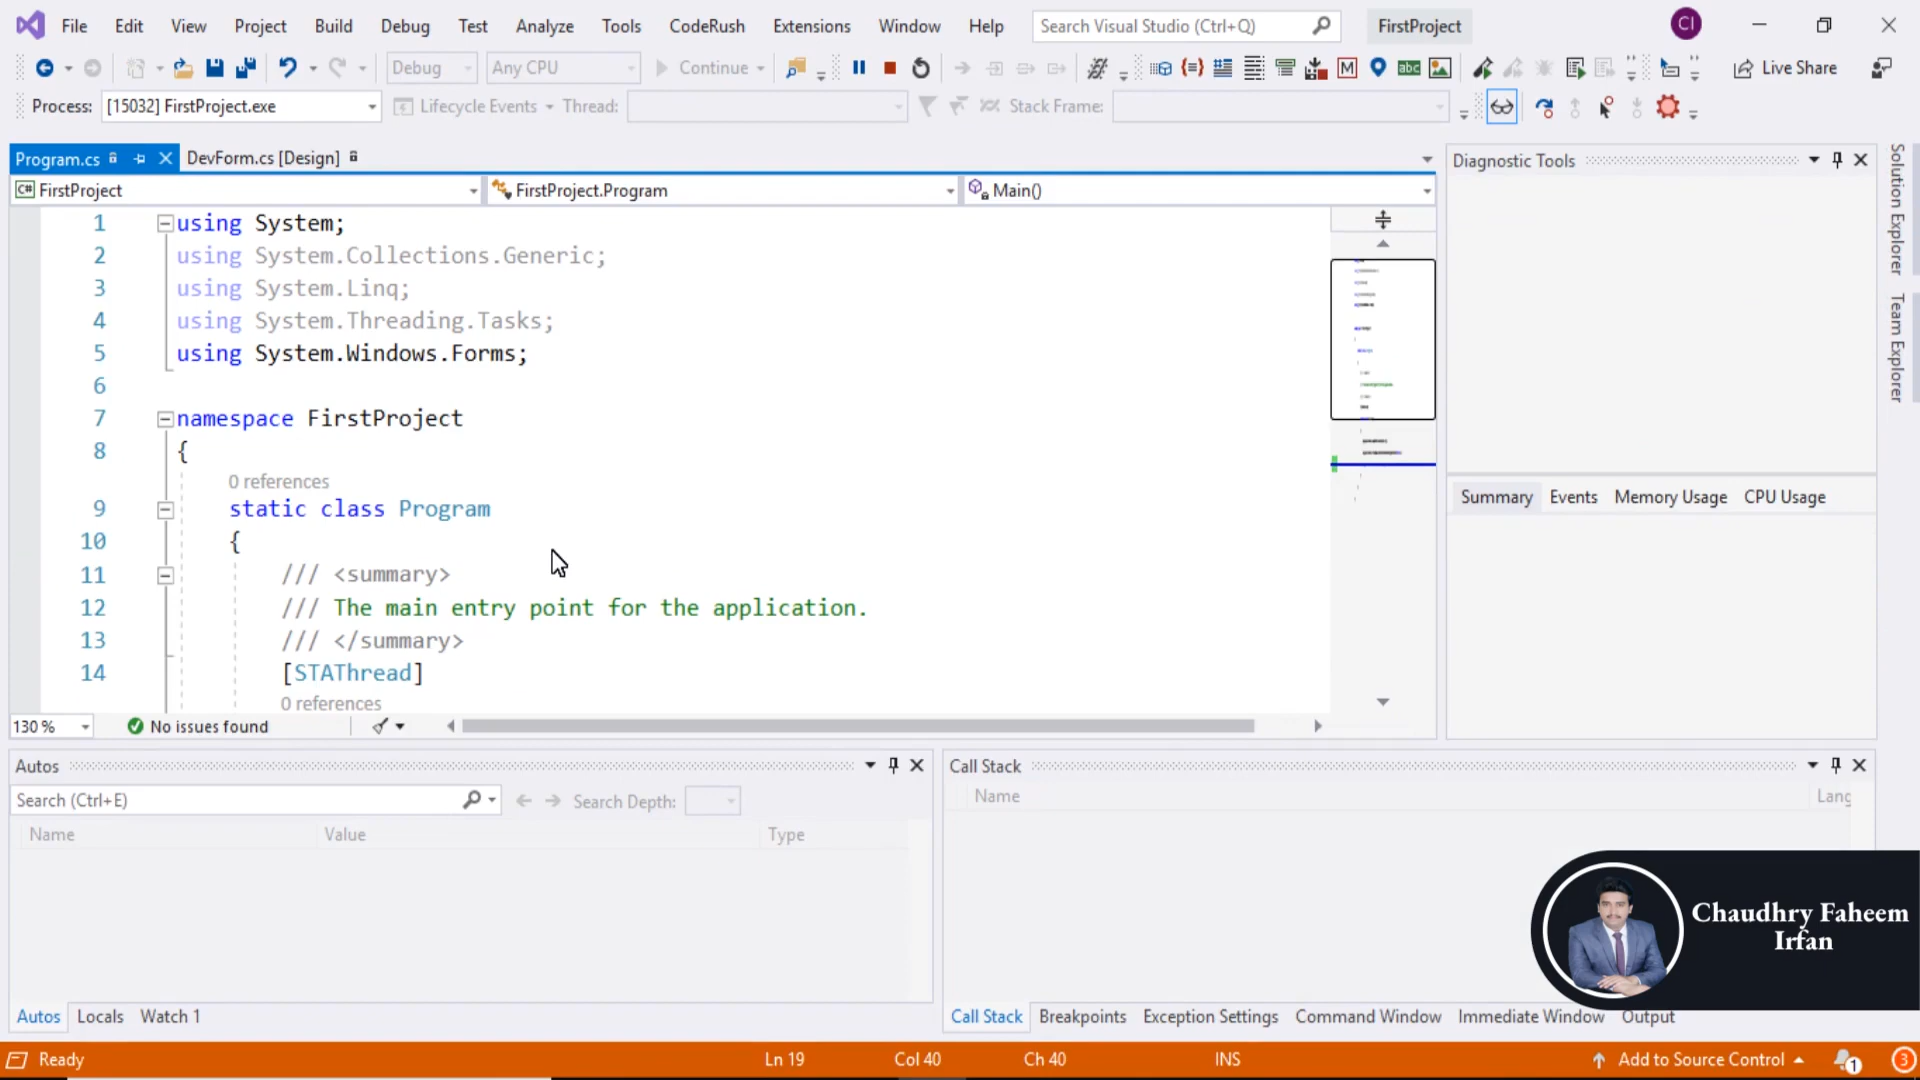 File Edit View Project Build Debug Test Analyze Tools CodeRush Extensions Window Help Search Visual Studio (Ctrl+Q) FirstProject CI
Debug Any CPU Continue Live Share
Process: [15032] FirstProject.exe Lifecycle Events Thread: Stack Frame:
Program.cs DevForm.cs [Design]
C# FirstProject FirstProject.Program Main()
1 using System;
2 using System.Collections.Generic;
3 using System.Linq;
4 using System.Threading.Tasks;
5 using System.Windows.Forms;
6
7 namespace FirstProject
8 {
0 references
9 static class Program
10 {
11 /// <summary>
12 /// The main entry point for the application.
13 /// </summary>
14 [STAThread]
0 references
130 % No issues found
Diagnostic Tools
Summary Events Memory Usage CPU Usage
Solution Explorer
Team Explorer
Autos
Search (Ctrl+E) Search Depth:
Name Value Type
Autos Locals Watch 1
Call Stack
Name Lang
Chaudhry Faheem
Irfan
Call Stack Breakpoints Exception Settings Command Window Immediate Window Output
Ready Ln 19 Col 40 Ch 40 INS Add to Source Control 1 3